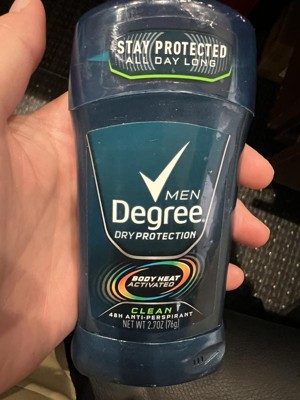 STAY PROTECTED
ALL DAY LONG
MEN
Degree®
DRY PROTECTION
BODY HEAT
ACTIVATED
CLEAN
48H ANTI-PERSPIRANT
NET WT 2.7OZ (76g)